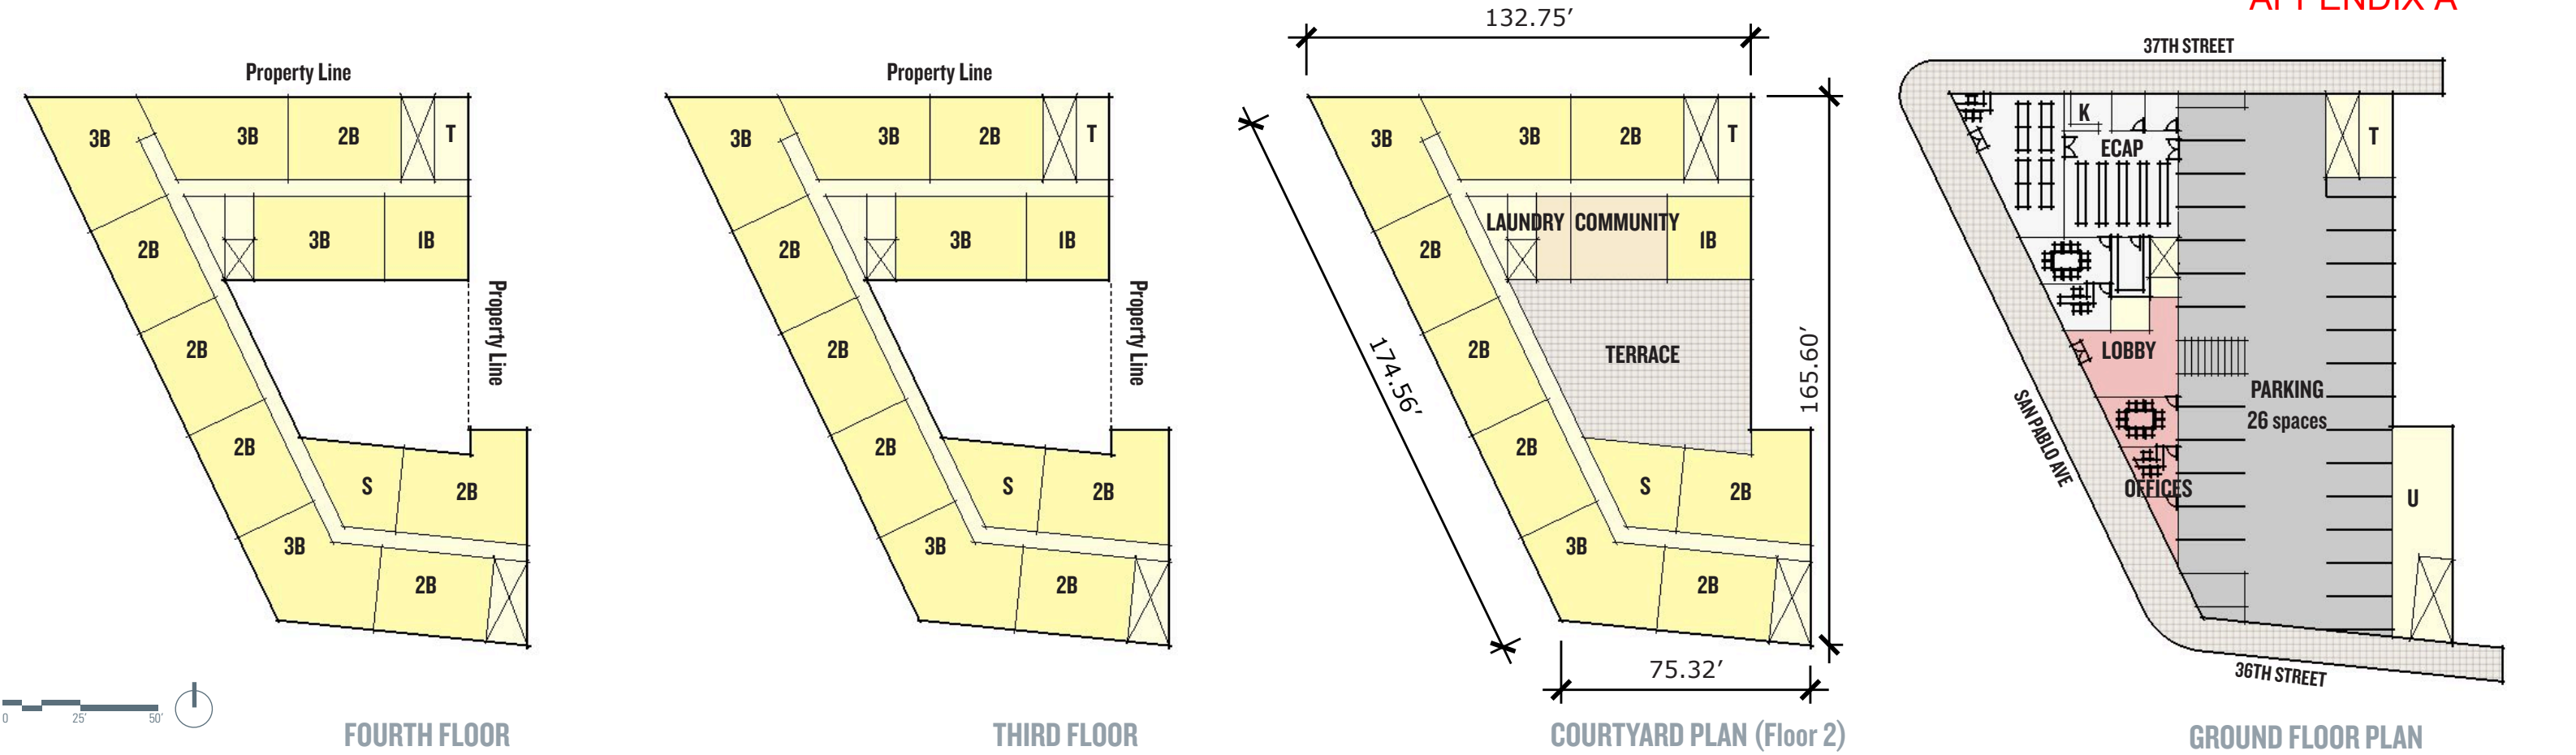 APPENDIX A
Property Line
3B
3B
2B
T
2B
3B
1B
2B
Property Line
2B
S
2B
3B
2B
0
25'
50'
FOURTH FLOOR
Property Line
3B
3B
2B
T
2B
3B
1B
2B
Property Line
2B
S
2B
3B
2B
THIRD FLOOR
132.75′
3B
3B
2B
T
LAUNDRY
COMMUNITY
1B
2B
2B
TERRACE
174.56′
165.60′
2B
S
2B
3B
2B
75.32′
COURTYARD PLAN (Floor 2)
37TH STREET
K
ECAP
T
LOBBY
PARKING
26 spaces
SAN PABLO AVE
OFFICES
U
36TH STREET
GROUND FLOOR PLAN